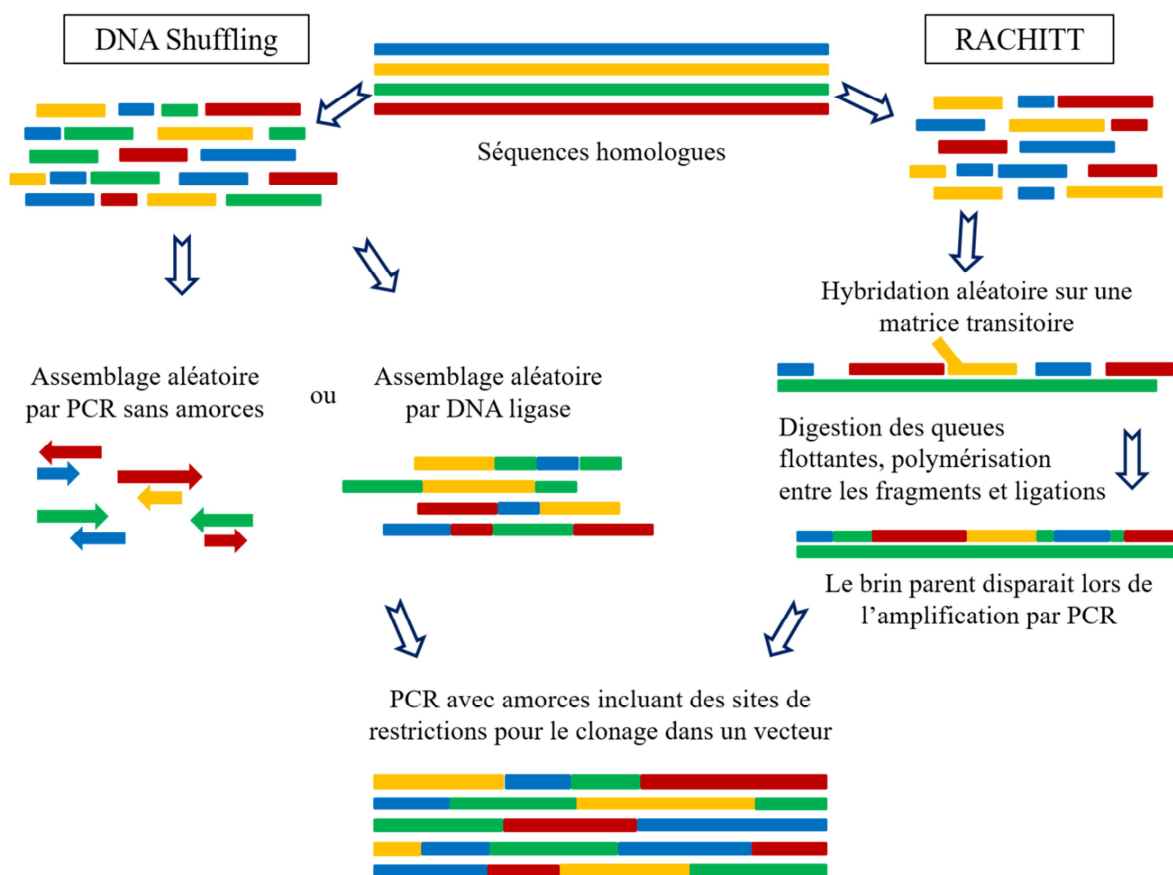 DNA Shuffling
RACHITT
Séquences homologues
Hybridation aléatoire sur une
matrice transitoire
Assemblage aléatoire
par PCR sans amorces
ou
Assemblage aléatoire
par DNA ligase
Digestion des queues
flottantes, polymérisation
entre les fragments et ligations
Le brin parent disparait lors de
l’amplification par PCR
PCR avec amorces incluant des sites de
restrictions pour le clonage dans un vecteur